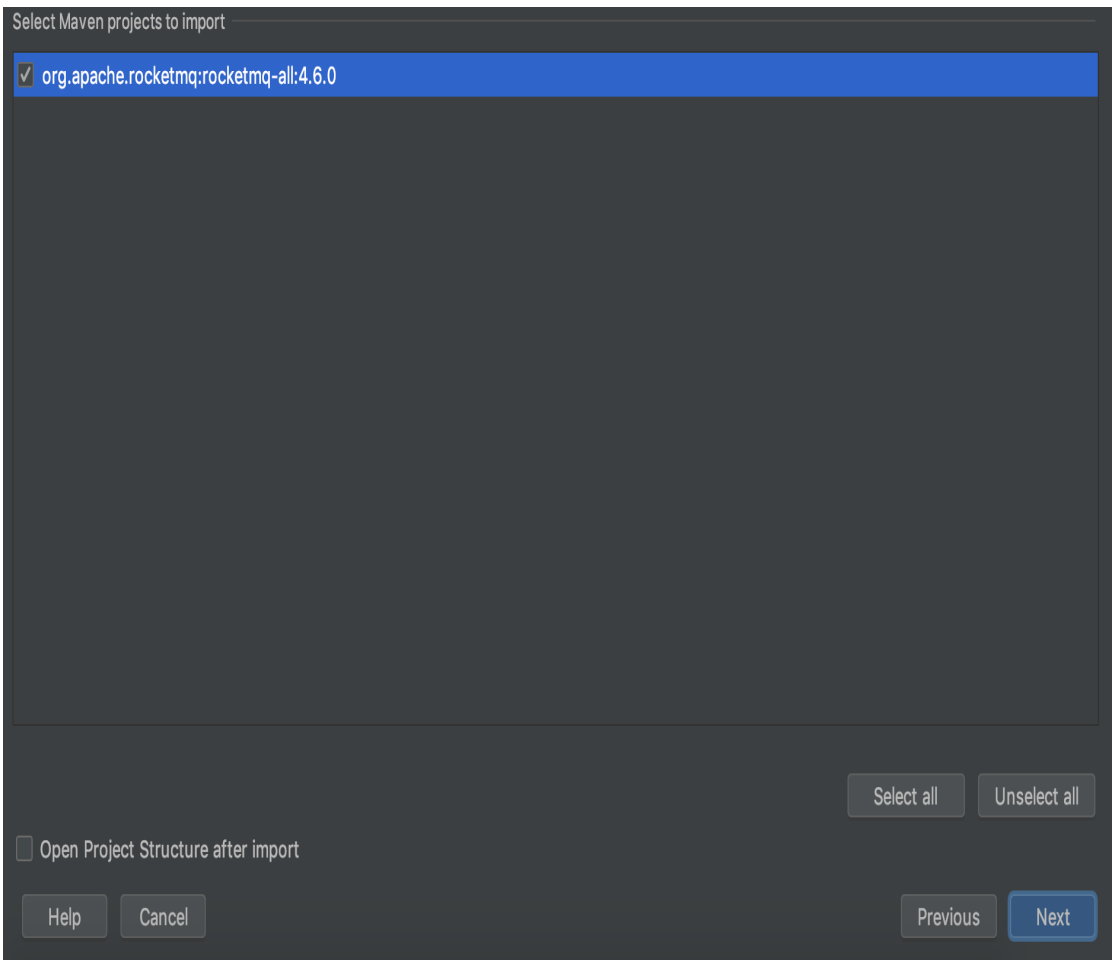 Select Maven projects to import
org.apache.rocketmq:rocketmq-all:4.6.0
Select all
Unselect all
Open Project Structure after import
Help
Cancel
Previous
Next